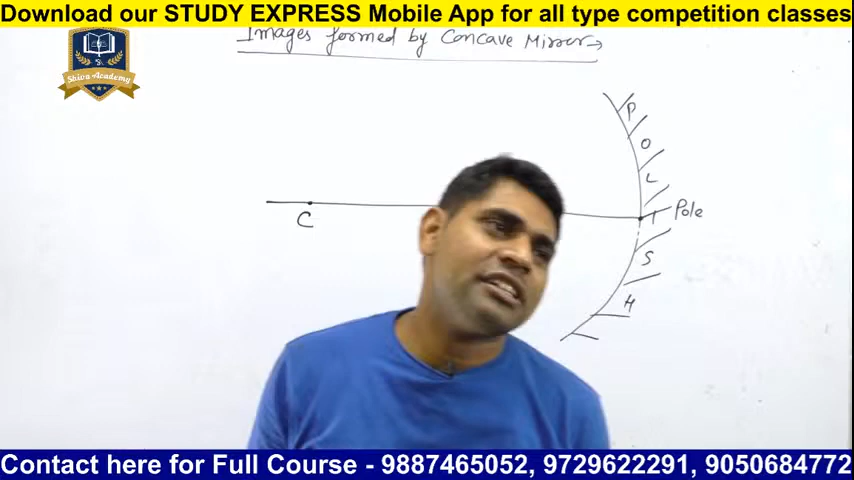 Download our STUDY EXPRESS Mobile App for all type competition classes
Images formed by Concave Mirror→
Shiva Academy
P
O
L
I
S
H
Pole
C
Contact here for Full Course - 9887465052, 9729622291, 9050684772